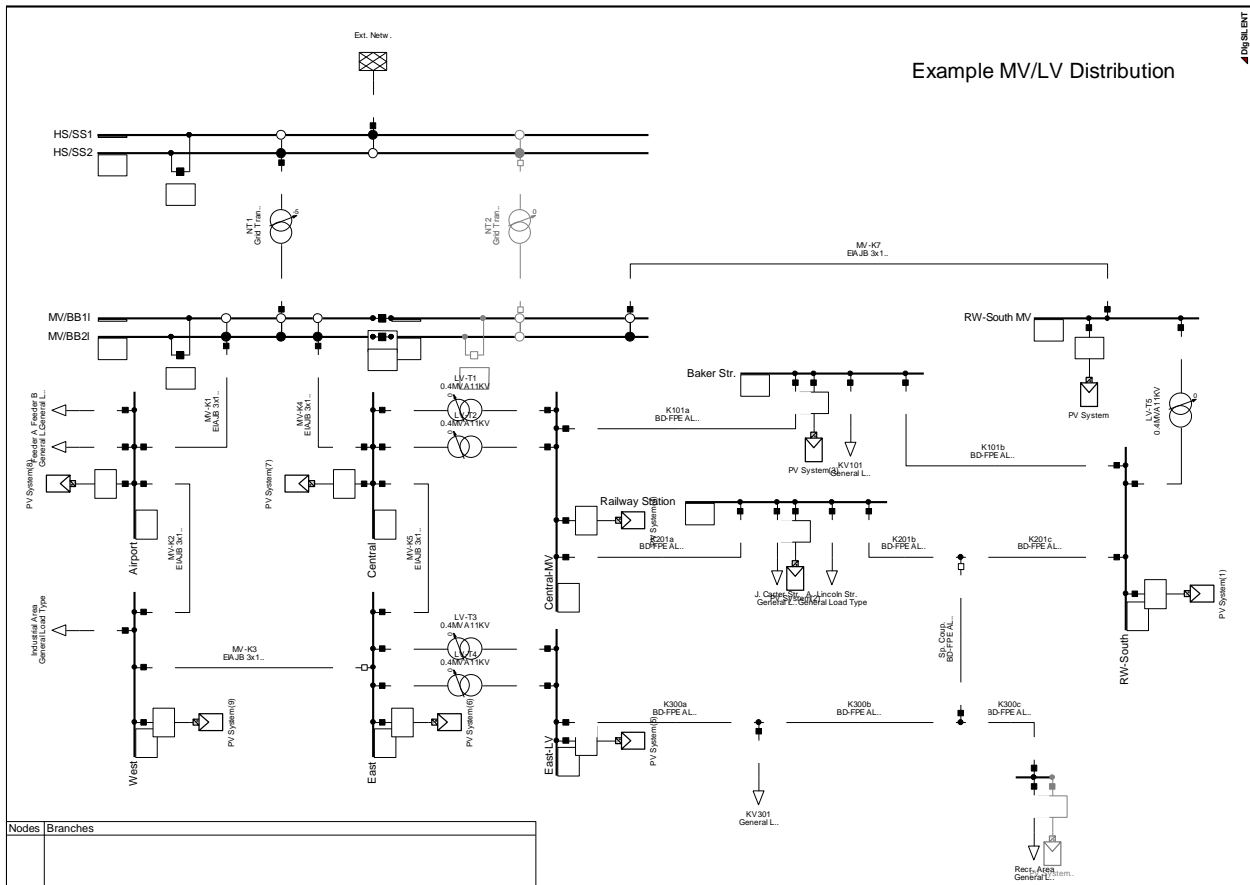 DIgSILENT
Example MV/LV Distribution
Ext. Netw .
HS/SS1
HS/SS2
NT1
Grid Tran..
-5
NT2
Grid Tran..
0
MV-K7
EIAJB 3x1..
MV/BB1I
MV/BB2I
RW-South MV
PV System
LV-T5
0.4MVA11KV
0
Baker Str.
K101a
BD-FPE AL..
KV101
General L..
K101b
BD-FPE AL..
MV-K1
EIAJB 3x1..
MV-K4
EIAJB 3x1..
LV-T1
0.4MVA11KV
LV-T2
0.4MVA11KV
Feeder B
General L..
Feeder A
General L
PV System(8)
Airport
PV System(7)
Central
MV-K2
EIAJB 3x1..
MV-K5
EIAJB 3x1..
Central-MV
Railway Station
K201a
BD-FPE AL..
J. Carter Str.
General L..
PV System(2)
A. Lincoln Str.
General Load Type
K201b
BD-FPE AL..
K201c
BD-FPE AL..
Sp. Coup.
BD-FPE AL..
RW-South
PV System(1)
Industrial Area
General Load Type
MV-K3
EIAJB 3x1..
LV-T3
0.4MVA11KV
0
LV-T4
0.4MVA11KV
0
PV System(9)
West
PV System(6)
East
PV System(5)
East-LV
K300a
BD-FPE AL..
KV301
General L..
K300b
BD-FPE AL..
K300c
BD-FPE AL..
Recr. Area
General L..
Nodes
Branches